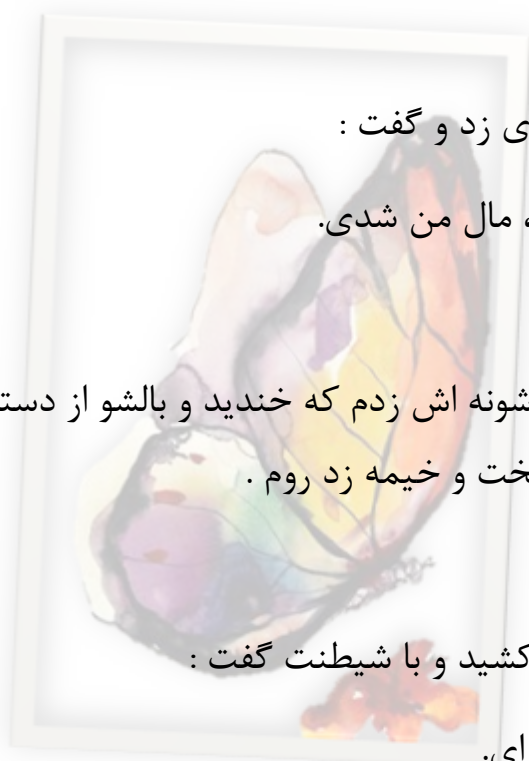 ی زد و گفت :
، مال من شدی.
شونه اش زدم که خندید و بالشو از دست
خت و خیمه زد روم .
کشید و با شیطنت گفت :
ای.